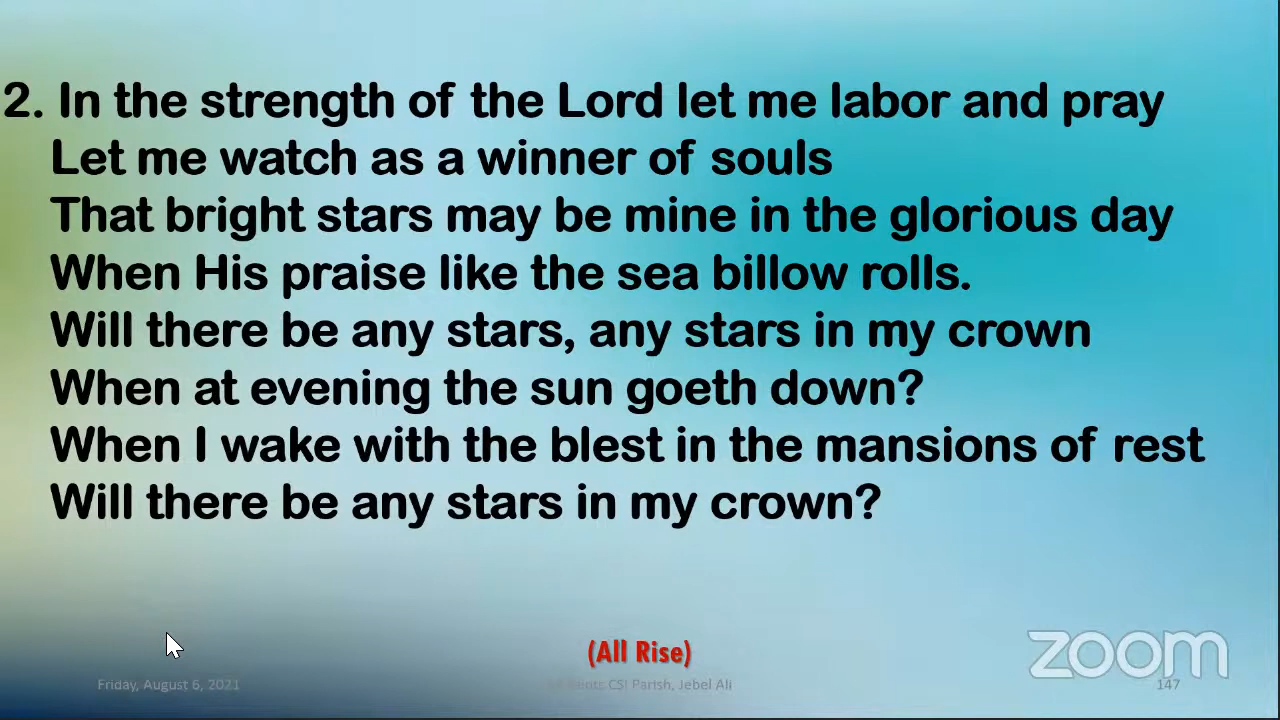 2. In the strength of the Lord let me labor and pray
Let me watch as a winner of souls
That bright stars may be mine in the glorious day
When His praise like the sea billow rolls.
Will there be any stars, any stars in my crown
When at evening the sun goeth down?
When I wake with the blest in the mansions of rest
Will there be any stars in my crown?
(All Rise)
zoom
Friday, August 6, 2021
CSI Parish, Jebel Ali
147